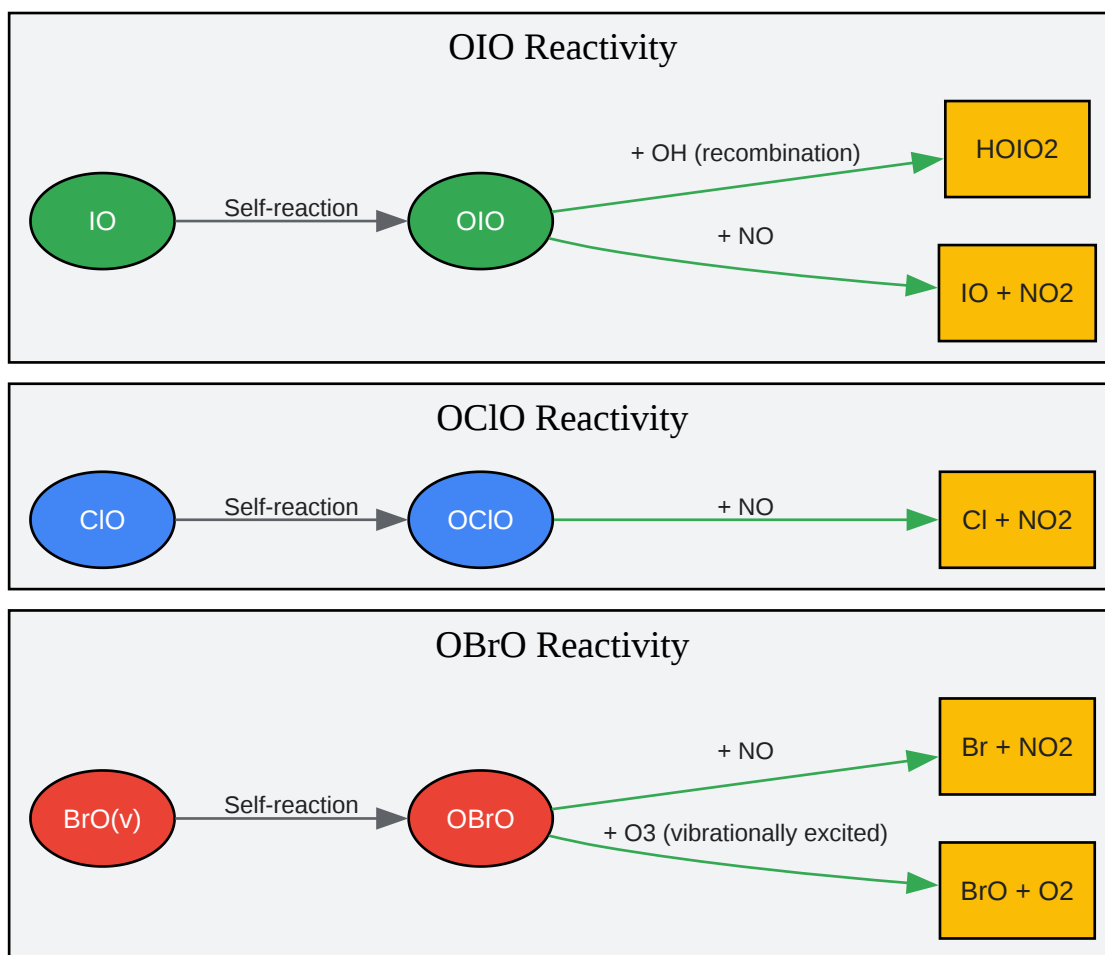 OIO Reactivity
+ OH (recombination)
HOIO2
IO
Self-reaction
OIO
+ NO
IO + NO2
OClO Reactivity
ClO
Self-reaction
OClO
+ NO
Cl + NO2
OBrO Reactivity
+ NO
Br + NO2
BrO(v)
Self-reaction
OBrO
+ O3 (vibrationally excited)
BrO + O2